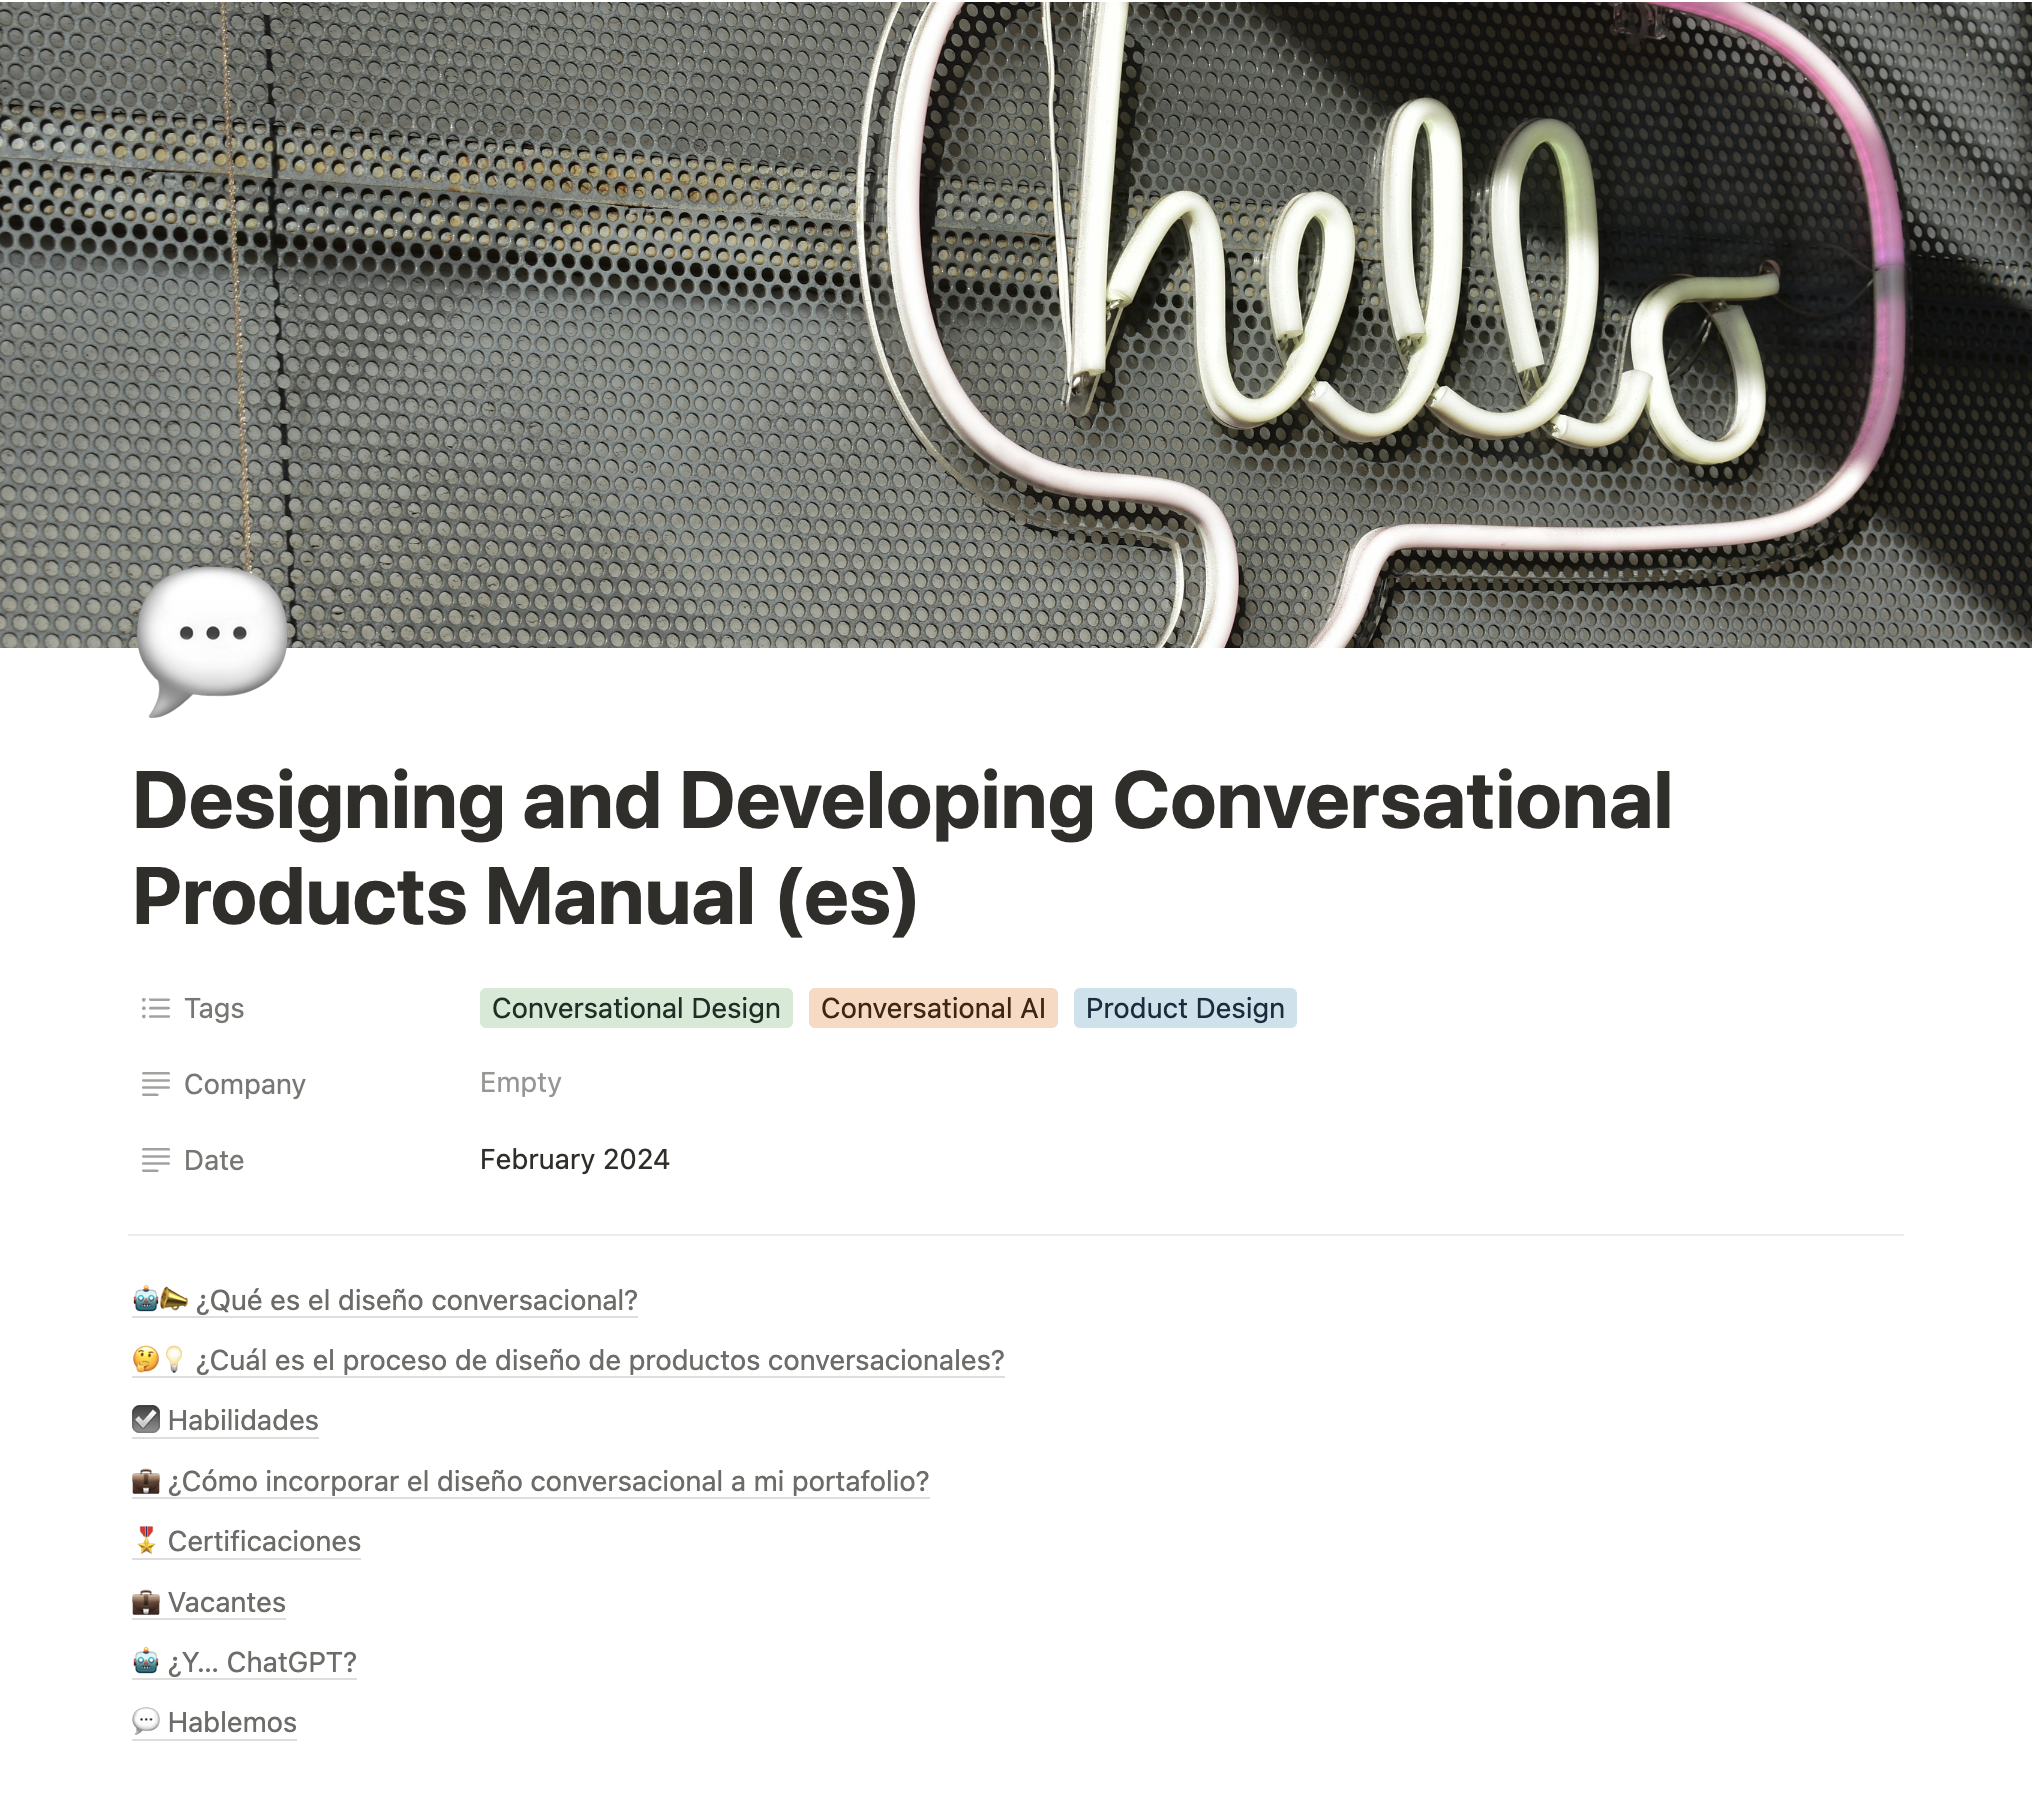 hello
Designing and Developing Conversational
Products Manual (es)
Tags Conversational Design Conversational AI Product Design
Company Empty
Date February 2024
🤖📣 ¿Qué es el diseño conversacional?
🤔💡 ¿Cuál es el proceso de diseño de productos conversacionales?
☑️ Habilidades
💼 ¿Cómo incorporar el diseño conversacional a mi portafolio?
🎖️ Certificaciones
💼 Vacantes
🤖 ¿Y... ChatGPT?
💬 Hablemos